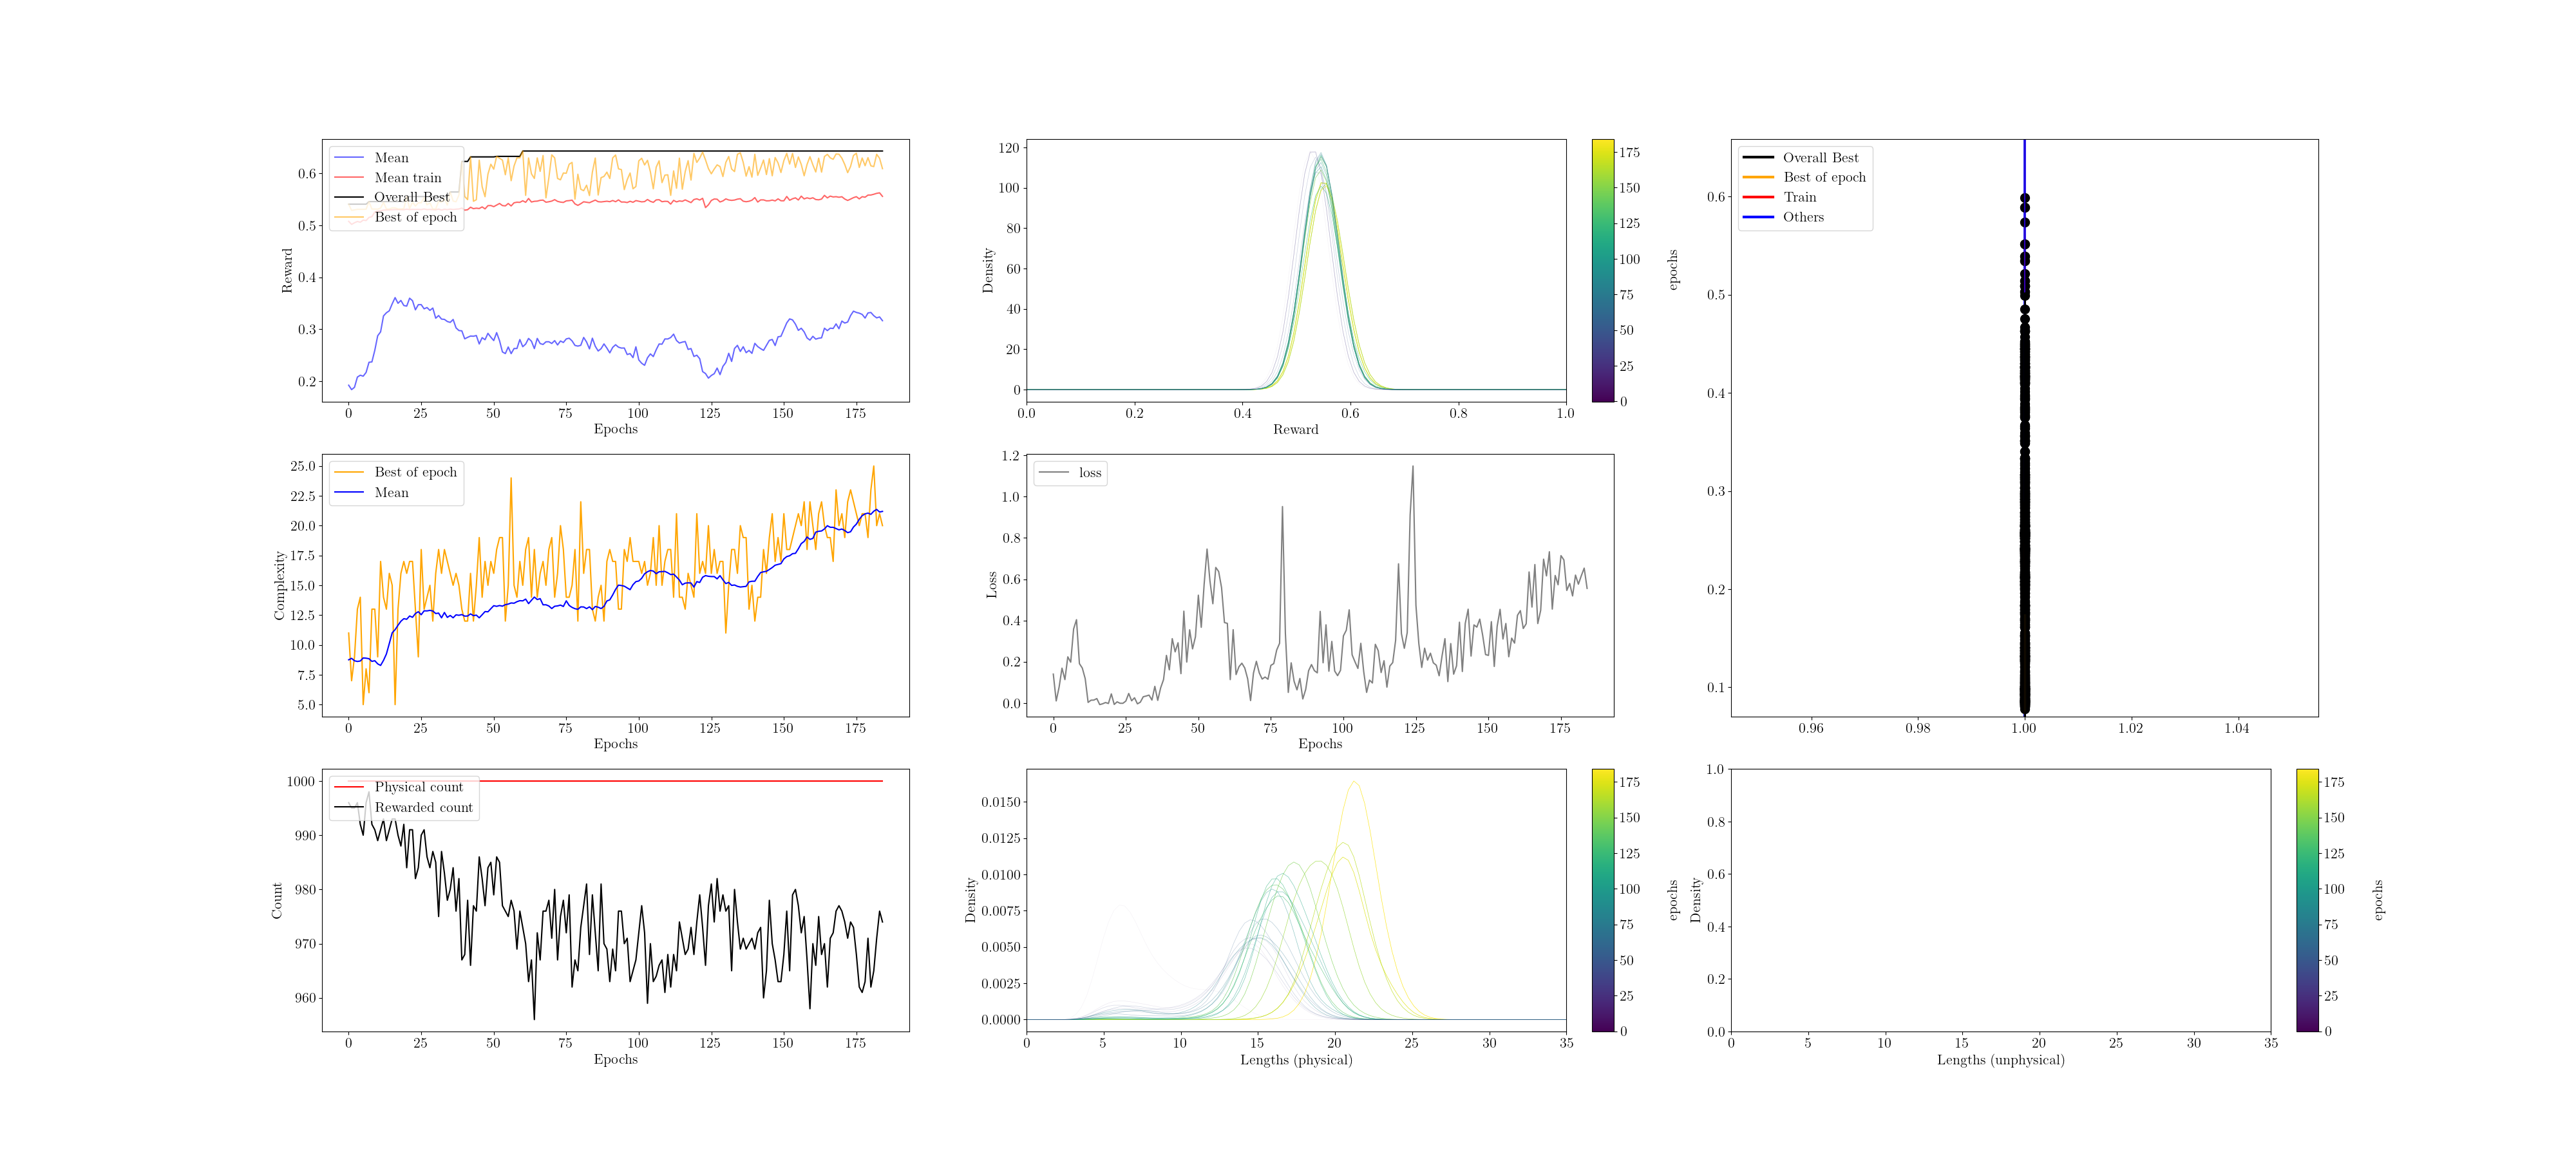 Mean
Mean train
Overall Best
Best of epoch
Reward
0.6
0.5
0.4
0.3
0.2
0 25 50 75 100 125 150 175
Epochs
Density
120
100
80
60
40
20
0
0.0 0.2 0.4 0.6 0.8 1.0
Reward
175
150
125
100
75
50
25
0
epochs
Overall Best
Best of epoch
Train
Others
0.6
0.5
0.4
0.3
0.2
0.1
0.96 0.98 1.00 1.02 1.04
Best of epoch
Mean
Complexity
25.0
22.5
20.0
17.5
15.0
12.5
10.0
7.5
5.0
0 25 50 75 100 125 150 175
Epochs
loss
Loss
1.2
1.0
0.8
0.6
0.4
0.2
0.0
0 25 50 75 100 125 150 175
Epochs
Physical count
Rewarded count
Count
1000
990
980
970
960
0 25 50 75 100 125 150 175
Epochs
Density
0.0150
0.0125
0.0100
0.0075
0.0050
0.0025
0.0000
0 5 10 15 20 25 30 35
Lengths (physical)
175
150
125
100
75
50
25
0
epochs
Density
1.0
0.8
0.6
0.4
0.2
0.0
0 5 10 15 20 25 30 35
Lengths (unphysical)
175
150
125
100
75
50
25
0
epochs